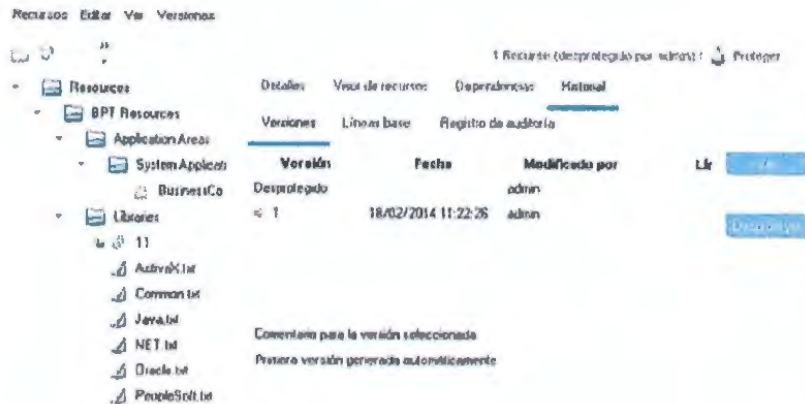 Recursos Editar Ver Versiones
1 Recurso (desprotegido por admin) Proteger
Resources
Detalles Visor de recursos Dependencias Historial
BPT Resources
Versiones Líneas base Registro de auditoría
Application Areas
System Applicati
Versión Fecha Modificado por
BusinessCo
Desprotegido admin
1 18/02/2014 11:22:26 admin
Libraries
11
ActiveX.txt
Common.txt
Java.txt
NET.txt
Oracle.txt
PeopleSoft.txt
Comentario para la versión seleccionada
Primera versión generada automáticamente